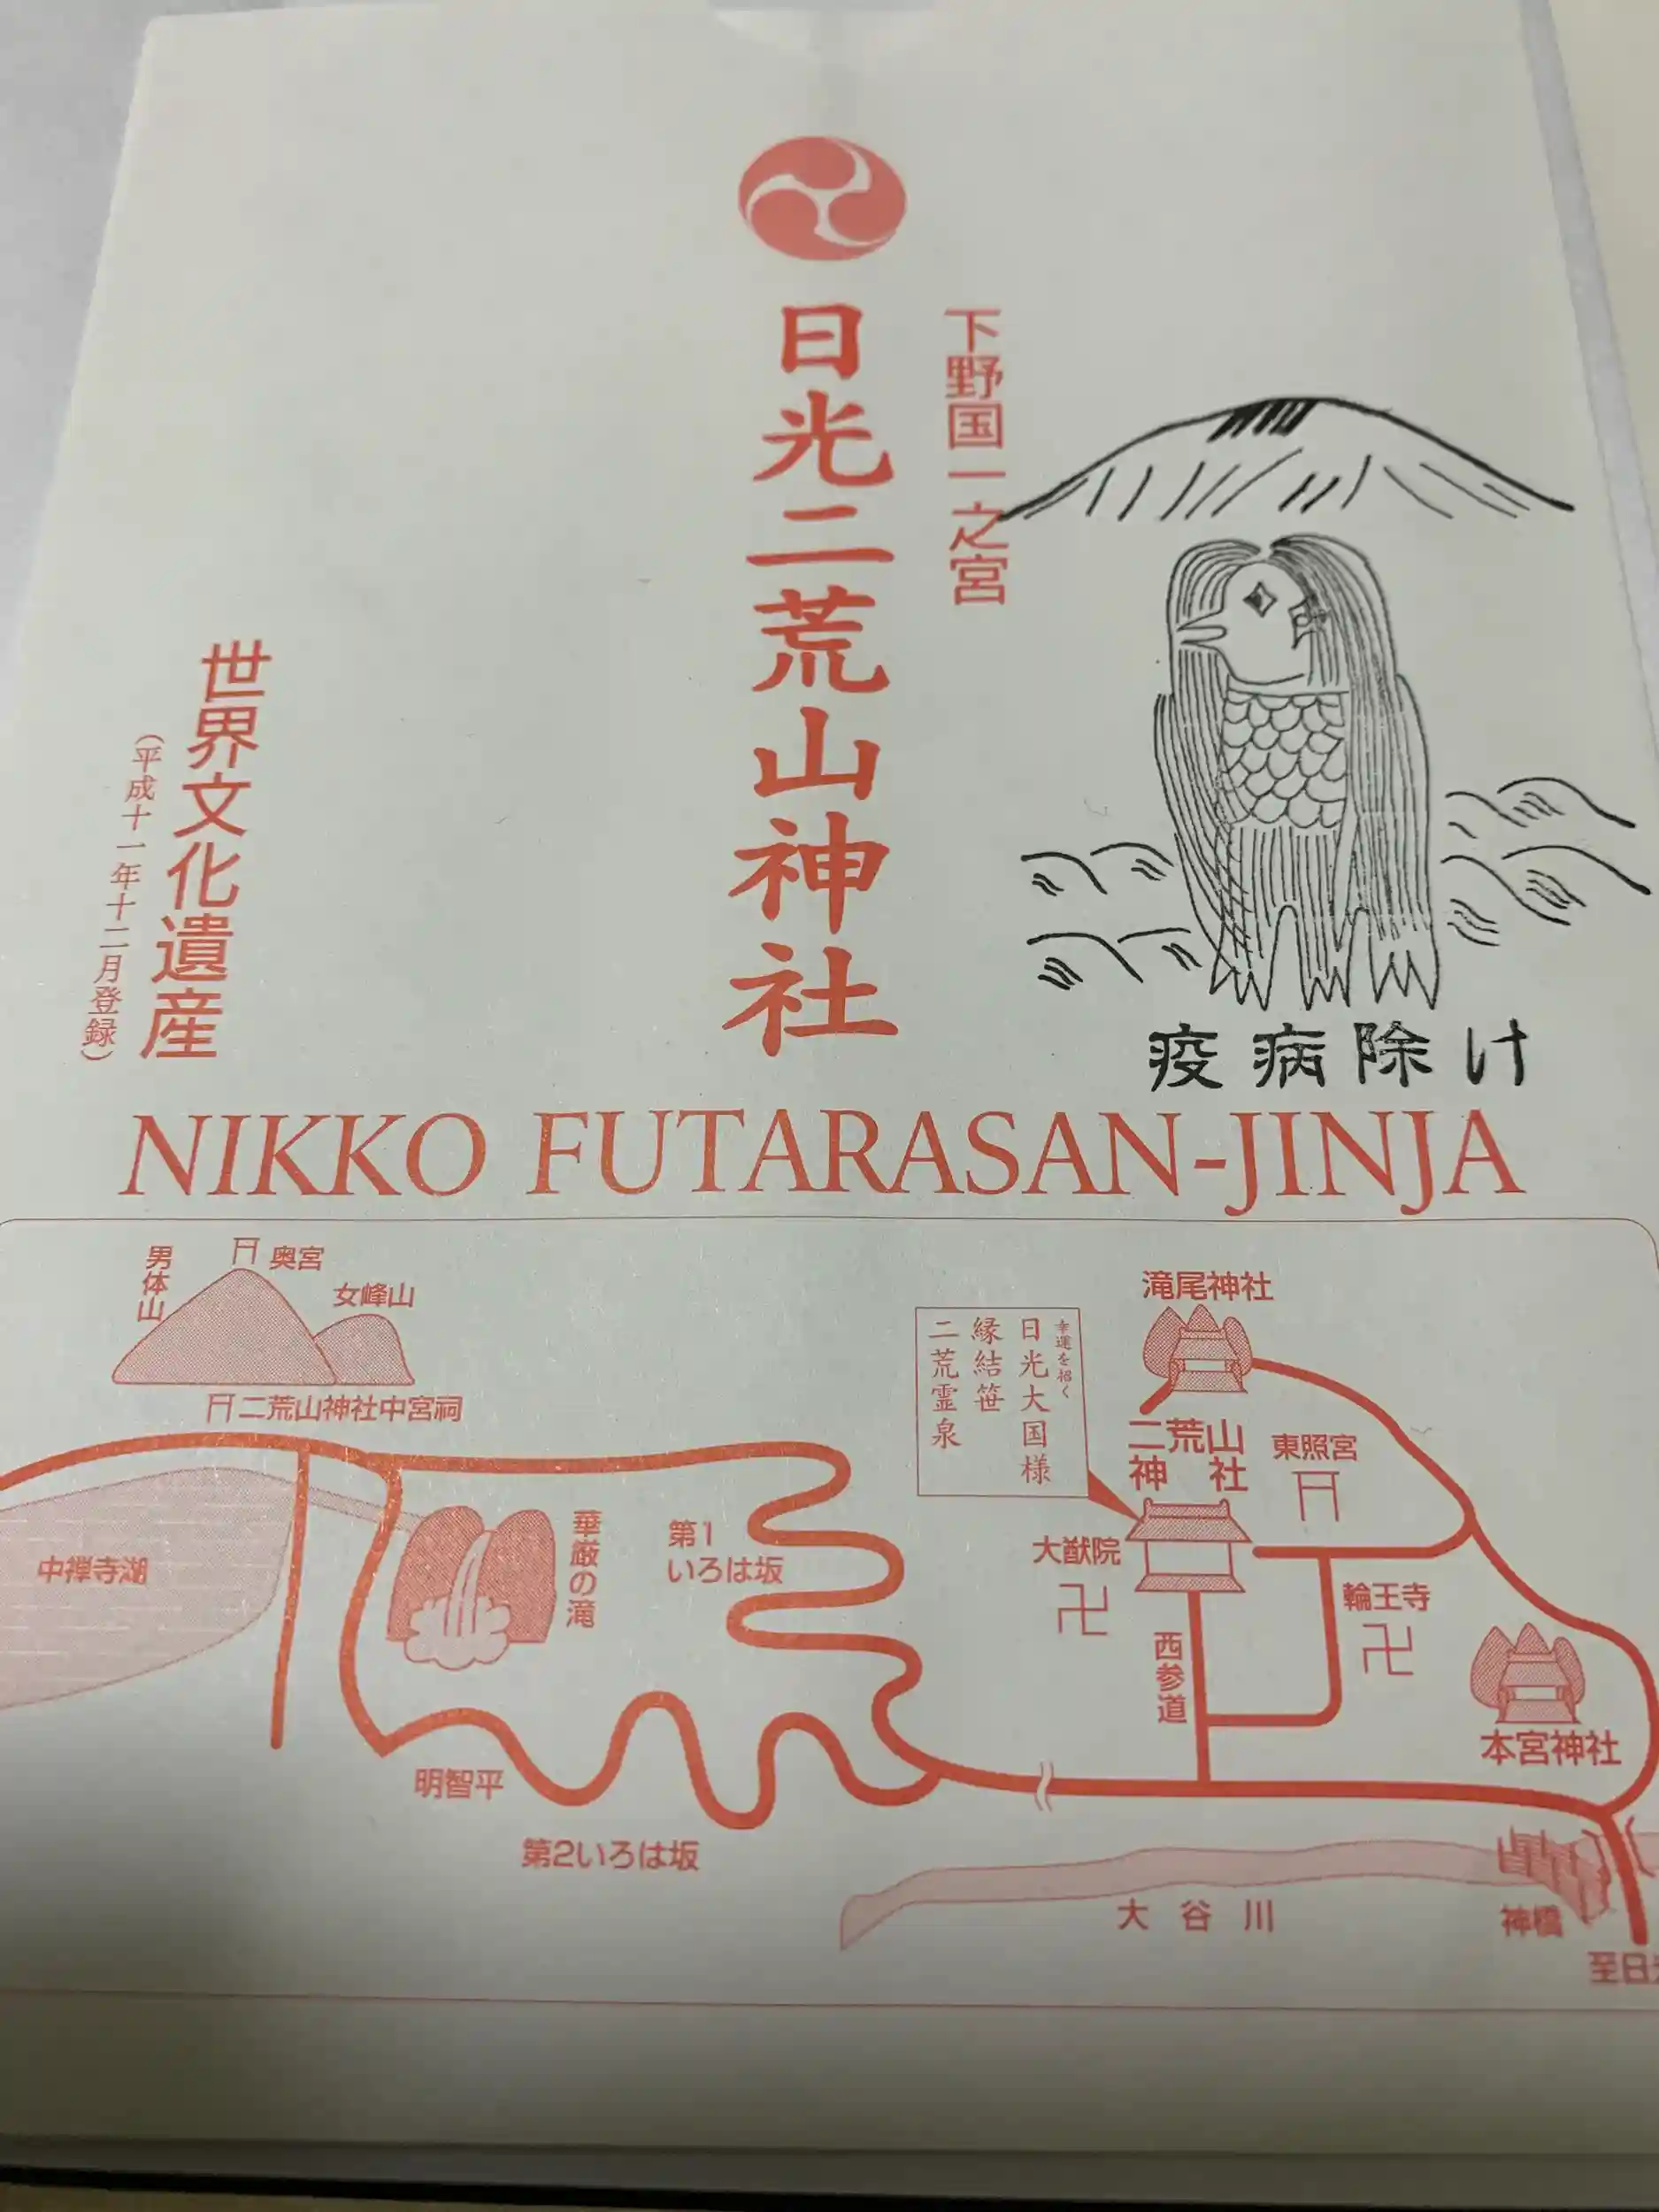 下野国一之宮
日光二荒山神社
世界文化遺産
(平成十一年十二月登録)
疫病除け
NIKKO FUTARASAN-JINJA
男体山
奥宮
女峰山
二荒山神社中宮祠
中禅寺湖
華厳の滝
第1
いろは坂
明智平
第2いろは坂
滝尾神社
幸運を招く
日光大国様
縁結笹
二荒霊泉
二荒山
神社
東照宮
大猷院
輪王寺
西参道
本宮神社
大谷川
神橋
至日光